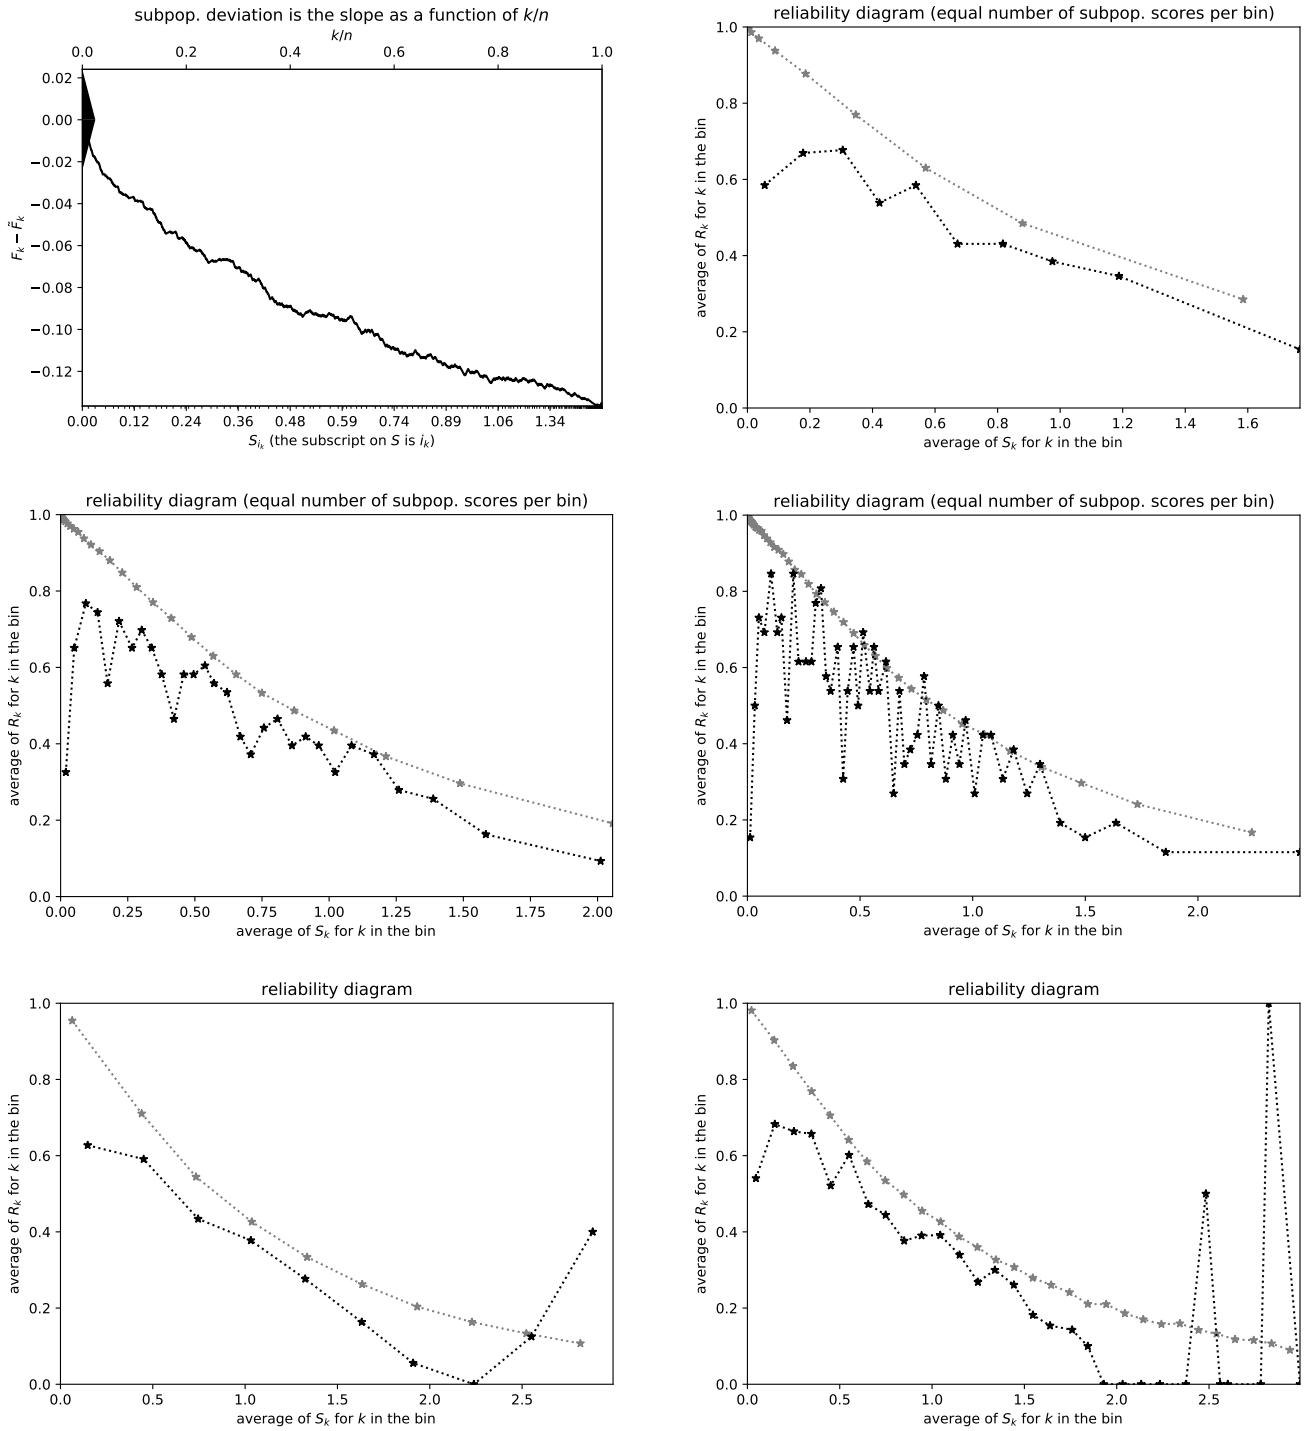 subpop. deviation is the slope as a function of k/n
k/n
0.0 0.2 0.4 0.6 0.8 1.0
0.02
0.00
−0.02
−0.04
−0.06
−0.08
−0.10
−0.12
F_k − F̃_k
0.00 0.12 0.24 0.36 0.48 0.59 0.74 0.89 1.06 1.34
S_{i_k} (the subscript on S is i_k)
reliability diagram (equal number of subpop. scores per bin)
1.0
0.8
0.6
0.4
0.2
0.0
average of R_k for k in the bin
0.0 0.2 0.4 0.6 0.8 1.0 1.2 1.4 1.6
average of S_k for k in the bin
reliability diagram (equal number of subpop. scores per bin)
1.0
0.8
0.6
0.4
0.2
0.0
average of R_k for k in the bin
0.00 0.25 0.50 0.75 1.00 1.25 1.50 1.75 2.00
average of S_k for k in the bin
reliability diagram (equal number of subpop. scores per bin)
1.0
0.8
0.6
0.4
0.2
0.0
average of R_k for k in the bin
0.0 0.5 1.0 1.5 2.0
average of S_k for k in the bin
reliability diagram
1.0
0.8
0.6
0.4
0.2
0.0
average of R_k for k in the bin
0.0 0.5 1.0 1.5 2.0 2.5
average of S_k for k in the bin
reliability diagram
1.0
0.8
0.6
0.4
0.2
0.0
average of R_k for k in the bin
0.0 0.5 1.0 1.5 2.0 2.5
average of S_k for k in the bin